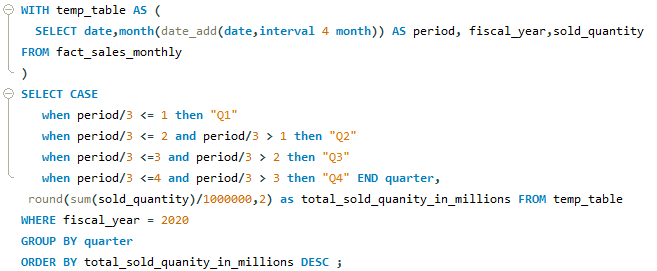 WITH temp_table AS (
SELECT date,month(date_add(date,interval 4 month)) AS period, fiscal_year,sold_quantity
FROM fact_sales_monthly
)
SELECT CASE
when period/3 <= 1 then "Q1"
when period/3 <= 2 and period/3 > 1 then "Q2"
when period/3 <=3 and period/3 > 2 then "Q3"
when period/3 <=4 and period/3 > 3 then "Q4" END quarter,
round(sum(sold_quantity)/1000000,2) as total_sold_quanity_in_millions FROM temp_table
WHERE fiscal_year = 2020
GROUP BY quarter
ORDER BY total_sold_quanity_in_millions DESC ;